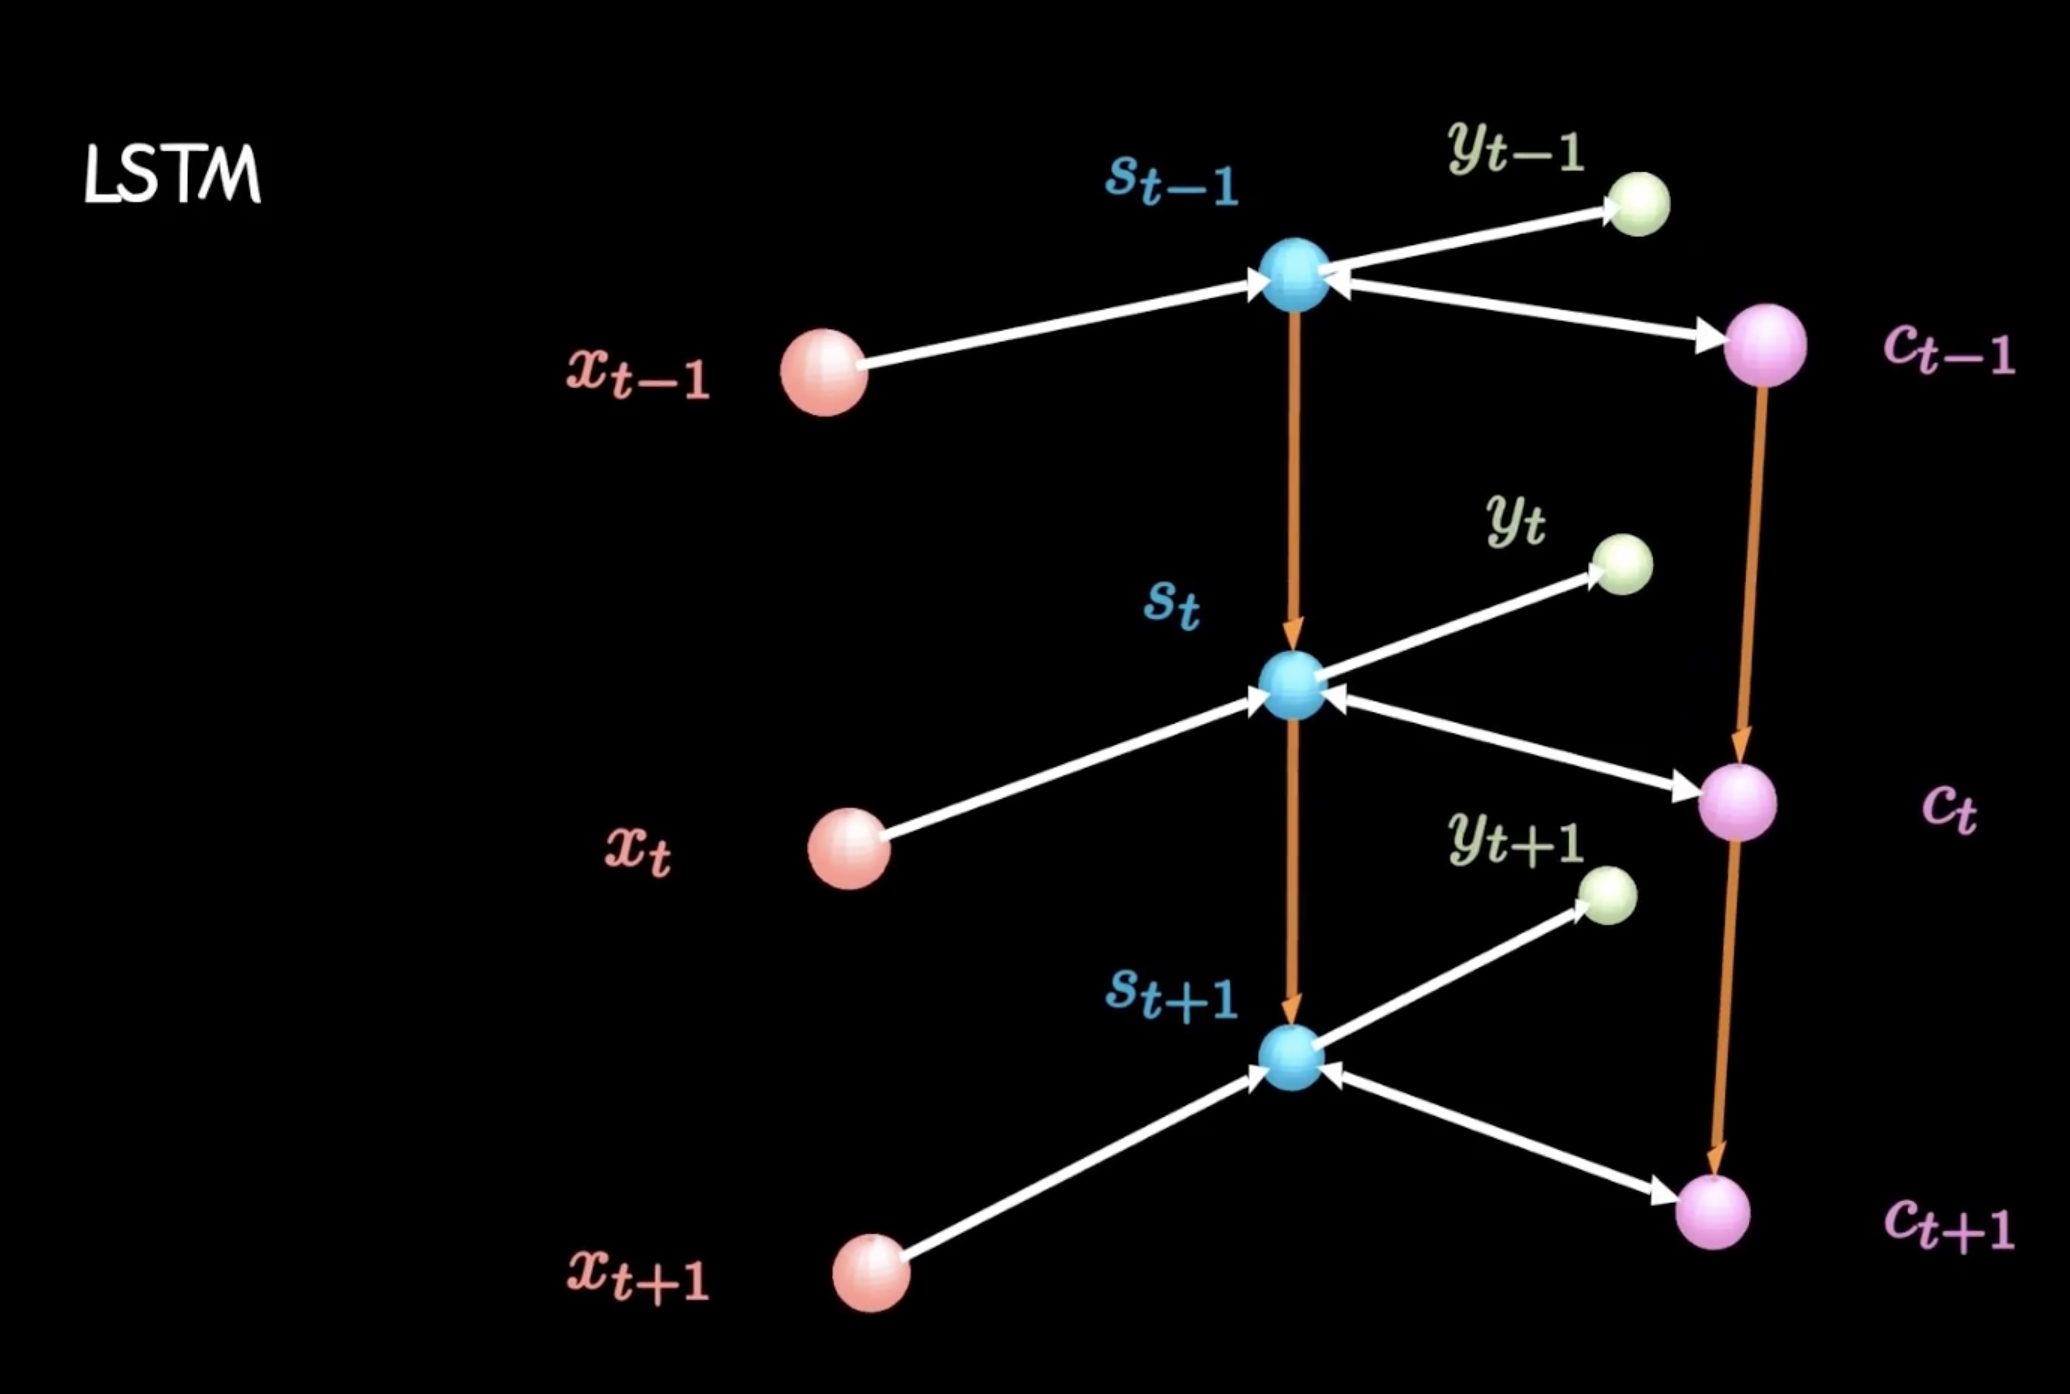 LSTM
y_{t-1}
s_{t-1}
x_{t-1}
c_{t-1}
y_t
s_t
x_t
c_t
y_{t+1}
s_{t+1}
x_{t+1}
c_{t+1}